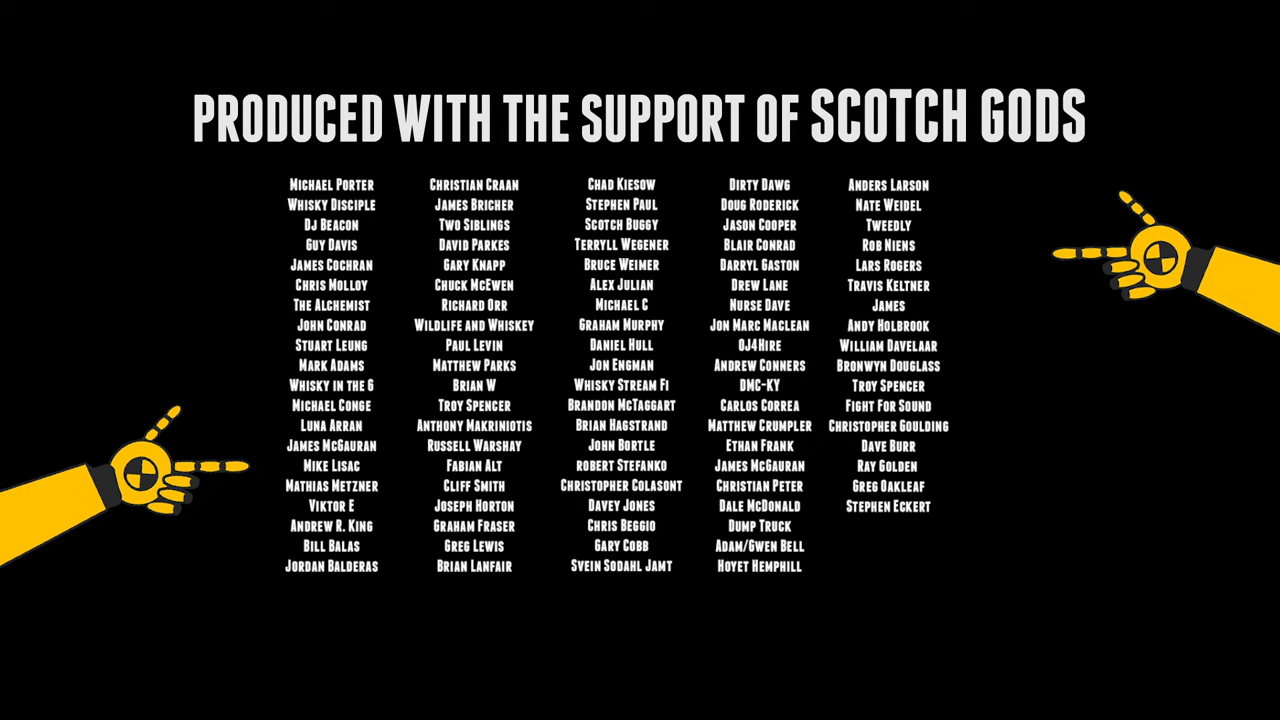 PRODUCED WITH THE SUPPORT OF SCOTCH GODS
MICHAEL PORTER
WHISKY DISCIPLE
DJ BEACON
GUY DAVIS
JAMES COCHRAN
CHRIS MOLLOY
THE ALCHEMIST
JOHN CONRAD
STUART LEUNG
MARK ADAMS
WHISKY IN THE 6
MICHAEL CONGE
LUNA ARRAN
JAMES MCGAURAN
MIKE LISAC
MATHIAS METZNER
VIKTOR E
ANDREW R. KING
BILL BALAS
JORDAN BALDERAS
CHRISTIAN CRAAN
JAMES BRICHER
TWO SIBLINGS
DAVID PARKES
GARY KNAPP
CHUCK MCEWEN
RICHARD ORR
WILDLIFE AND WHISKEY
PAUL LEVIN
MATTHEW PARKS
BRIAN W
TROY SPENCER
ANTHONY MAKRINIOTIS
RUSSELL WARSHAY
FABIAN ALT
CLIFF SMITH
JOSEPH HORTON
GRAHAM FRASER
GREG LEWIS
BRIAN LANFAIR
CHAD KIESOW
STEPHEN PAUL
SCOTCH BUGGY
TERRYLL WEGENER
BRUCE WEIMER
ALEX JULIAN
MICHAEL C
GRAHAM MURPHY
DANIEL HULL
JON ENGMAN
WHISKY STREAM FI
BRANDON MCTAGGART
BRIAN HAGSTRAND
JOHN BORTLE
ROBERT STEFANKO
CHRISTOPHER COLASONT
DAVEY JONES
CHRIS BEGGIO
GARY COBB
SVEIN SODAHL JAMT
DIRTY DAWG
DOUG RODERICK
JASON COOPER
BLAIR CONRAD
DARRYL GASTON
DREW LANE
NURSE DAVE
JON MARC MACLEAN
OJ4HIRE
ANDREW CONNERS
DMC-KY
CARLOS CORREA
MATTHEW CRUMPLER
ETHAN FRANK
JAMES MCGAURAN
CHRISTIAN PETER
DALE MCDONALD
DUMP TRUCK
ADAM/GWEN BELL
HOYET HEMPHILL
ANDERS LARSON
NATE WEIDEL
TWEEDLY
ROB NIENS
LARS ROGERS
TRAVIS KELTNER
JAMES
ANDY HOLBROOK
WILLIAM DAVELAAR
BRONWYN DOUGLASS
TROY SPENCER
FIGHT FOR SOUND
CHRISTOPHER GOULDING
DAVE BURR
RAY GOLDEN
GREG OAKLEAF
STEPHEN ECKERT